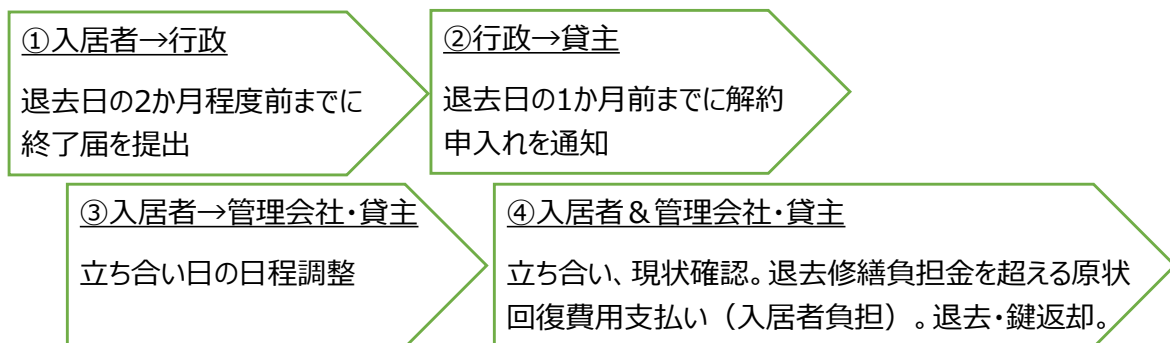 ①入居者→行政
退去日の2か月程度前までに
終了届を提出
②行政→貸主
退去日の1か月前までに解約
申入れを通知
③入居者→管理会社・貸主
立ち合い日の日程調整
④入居者＆管理会社・貸主
立ち合い、現状確認。退去修繕負担金を超える原状
回復費用支払い（入居者負担）。退去・鍵返却。